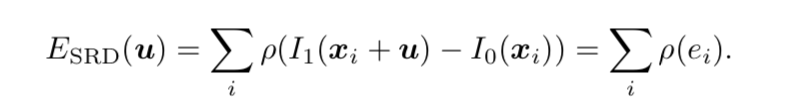 E_SRD(u) = ∑_i ρ(I_1(x_i + u) − I_0(x_i)) = ∑_i ρ(e_i).